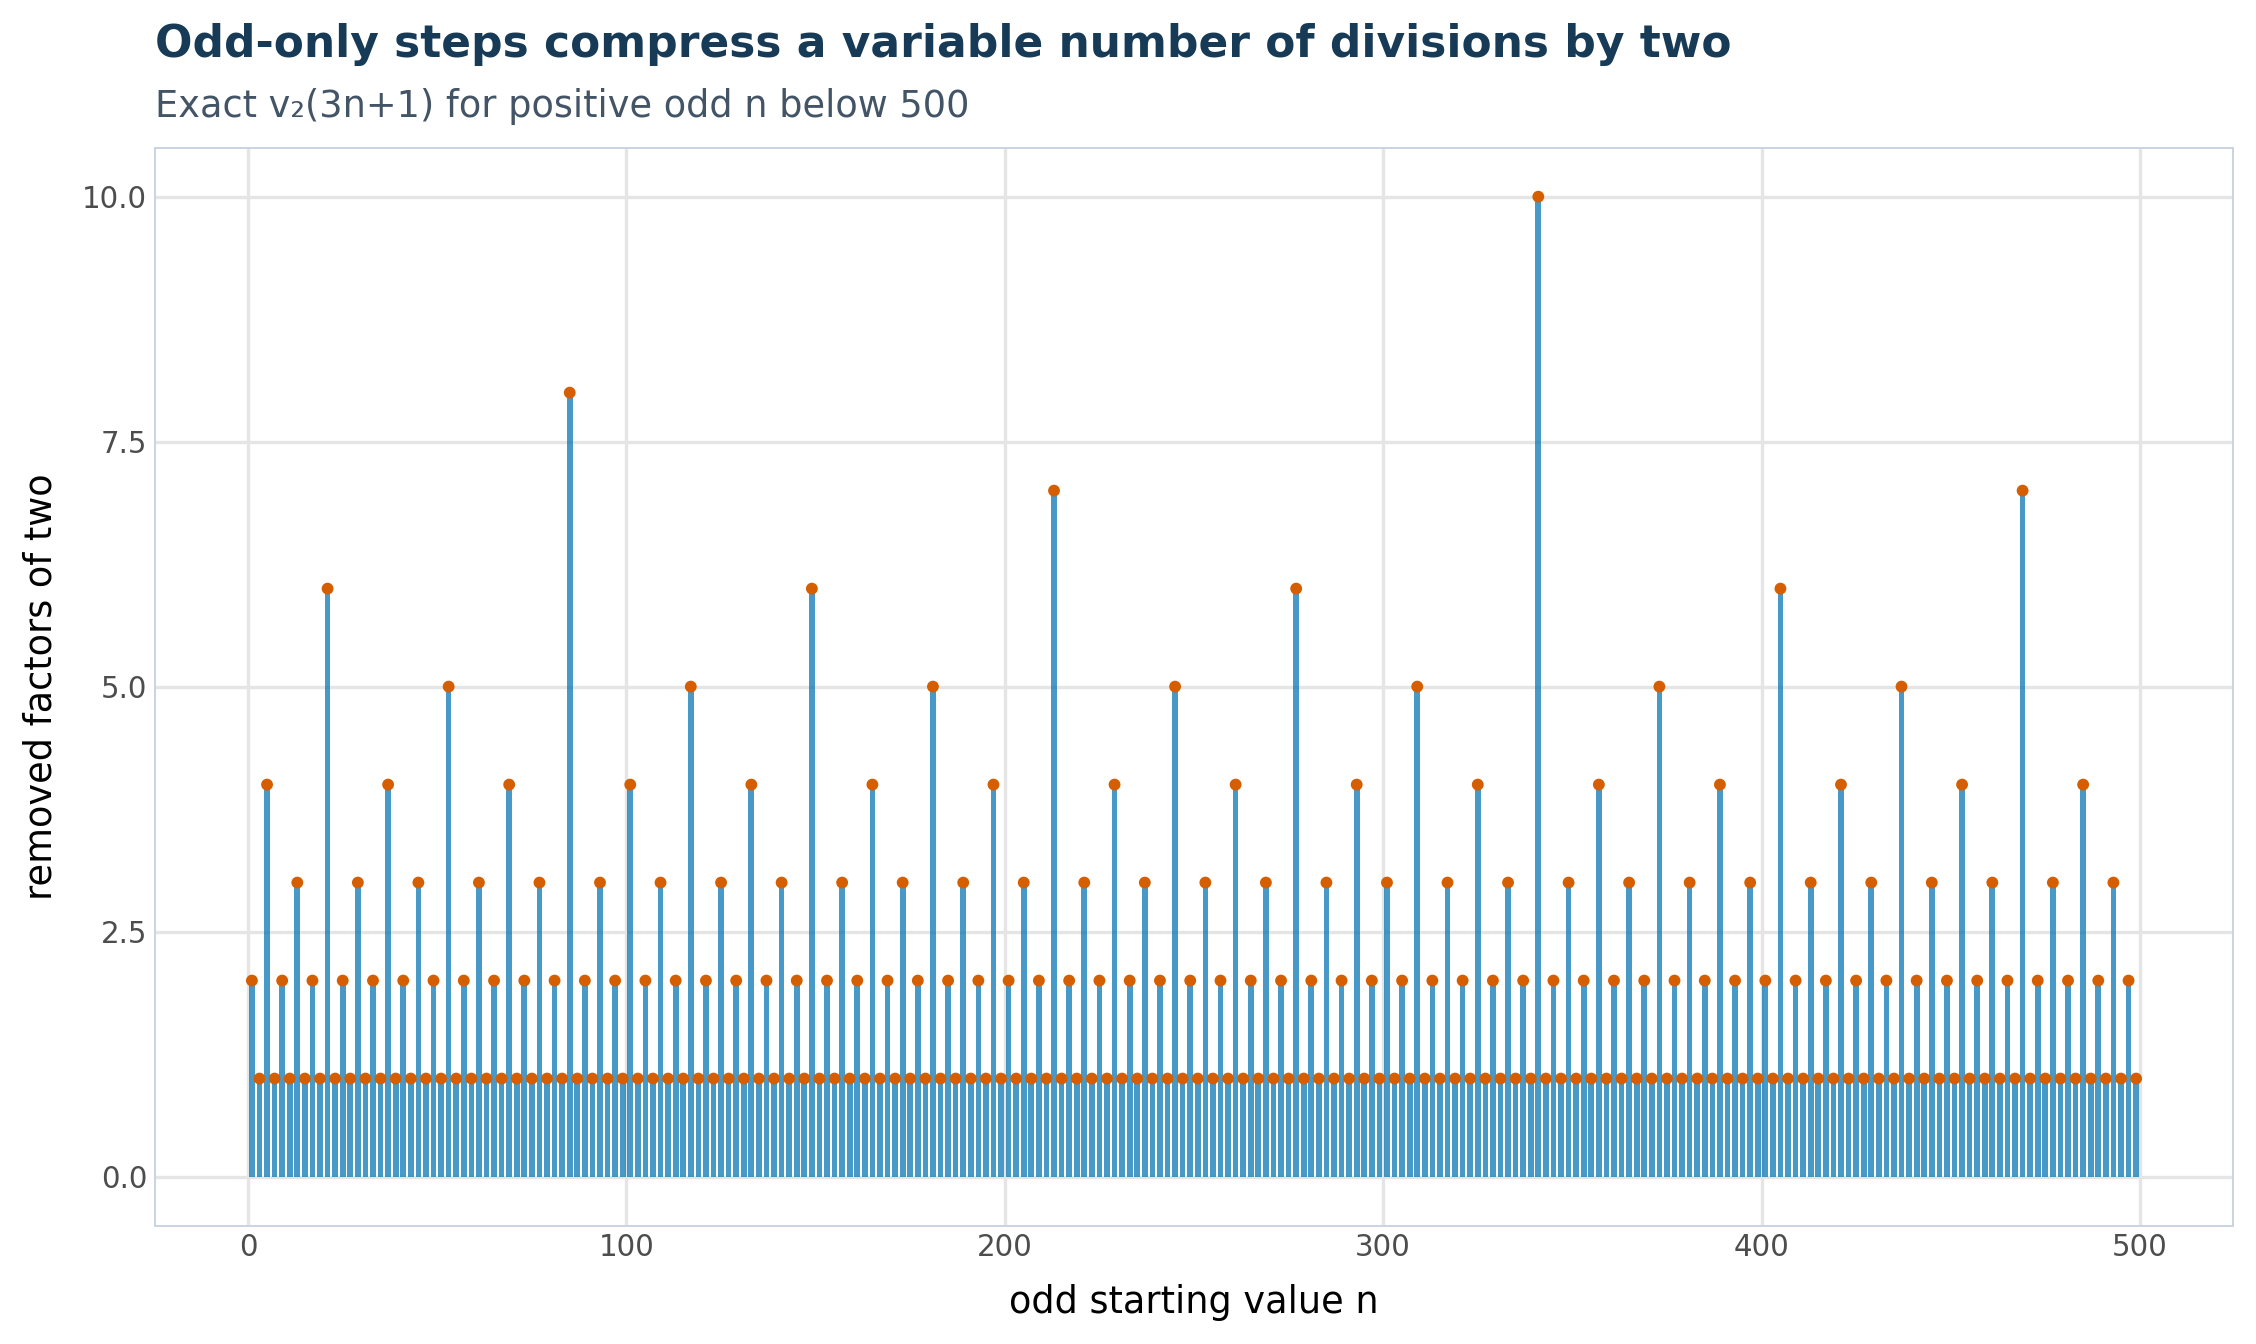 Odd-only steps compress a variable number of divisions by two
Exact v₂(3n+1) for positive odd n below 500
removed factors of two
10.0
7.5
5.0
2.5
0.0
0 100 200 300 400 500
odd starting value n